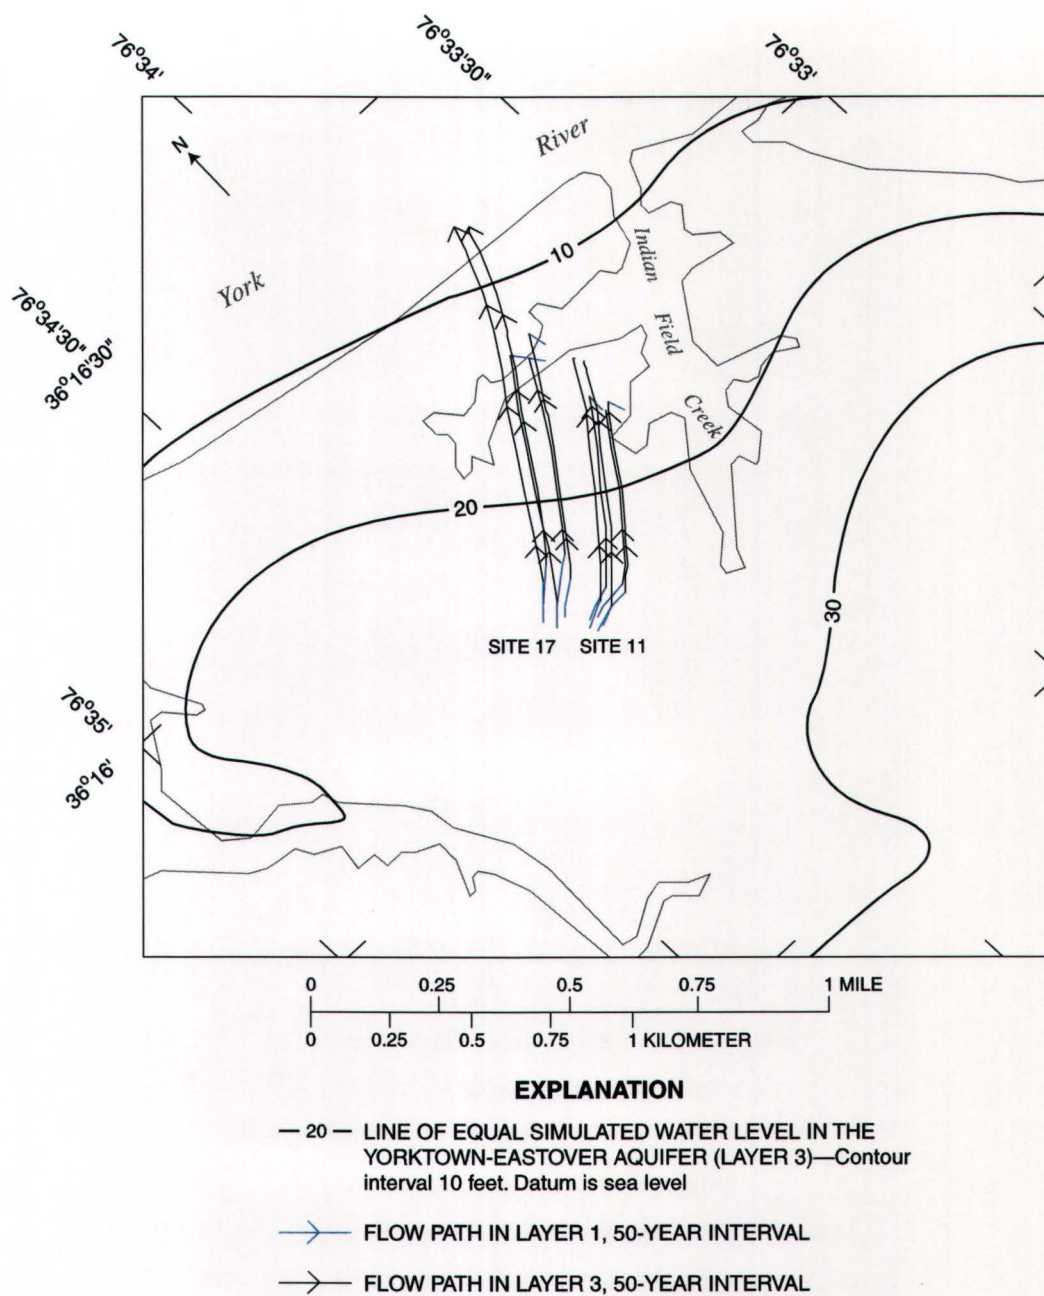 76°34'
76°33'30"
76°33'
N
River
York
10
Indian
Field
Creek
76°34'30"
36°16'30"
20
30
SITE 17 SITE 11
76°35'
36°16'
0 0.25 0.5 0.75 1 MILE
0 0.25 0.5 0.75 1 KILOMETER
EXPLANATION
20 LINE OF EQUAL SIMULATED WATER LEVEL IN THE
YORKTOWN-EASTOVER AQUIFER (LAYER 3)—Contour
interval 10 feet. Datum is sea level
FLOW PATH IN LAYER 1, 50-YEAR INTERVAL
FLOW PATH IN LAYER 3, 50-YEAR INTERVAL